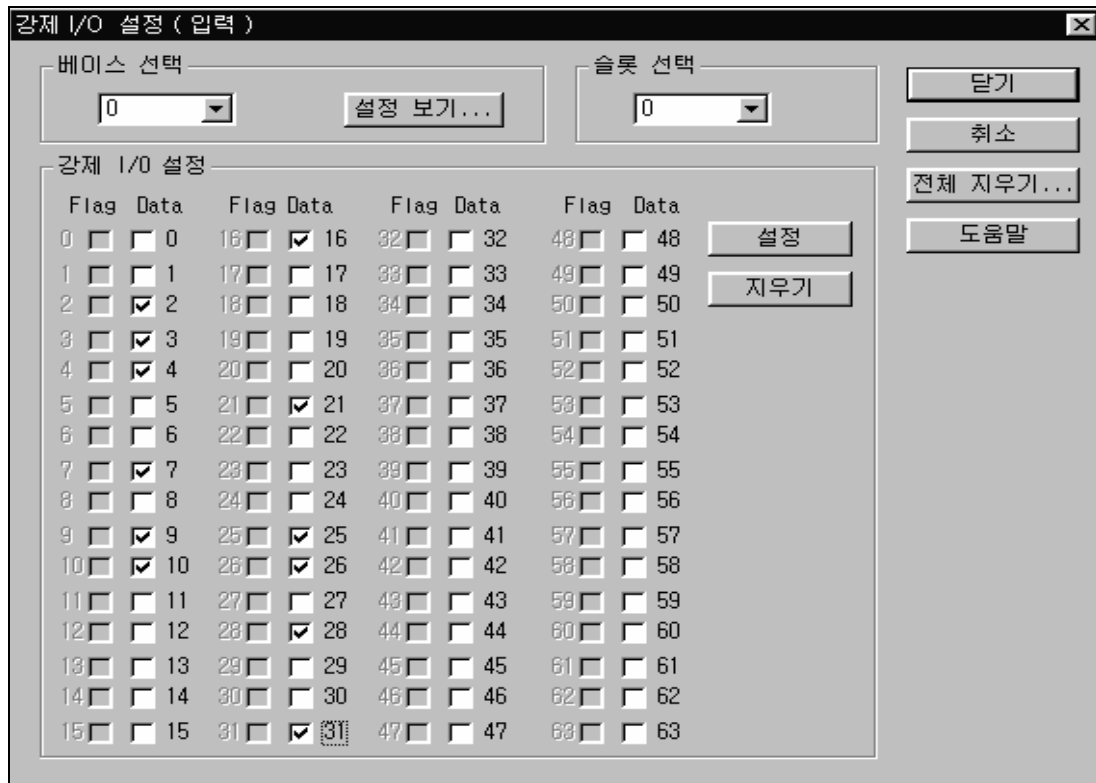 강제 I/O 설정 ( 입력 )
베이스 선택
0
설정 보기...
슬롯 선택
0
닫기
취소
전체 지우기...
도움말
강제 I/O 설정
Flag Data Flag Data Flag Data Flag Data
0 0 16 16 32 32 48 48
1 1 17 17 33 33 49 49
2 2 18 18 34 34 50 50
3 3 19 19 35 35 51 51
4 4 20 20 36 36 52 52
5 5 21 21 37 37 53 53
6 6 22 22 38 38 54 54
7 7 23 23 39 39 55 55
8 8 24 24 40 40 56 56
9 9 25 25 41 41 57 57
10 10 26 26 42 42 58 58
11 11 27 27 43 43 59 59
12 12 28 28 44 44 60 60
13 13 29 29 45 45 61 61
14 14 30 30 46 46 62 62
15 15 31 31 47 47 63 63
설정
지우기